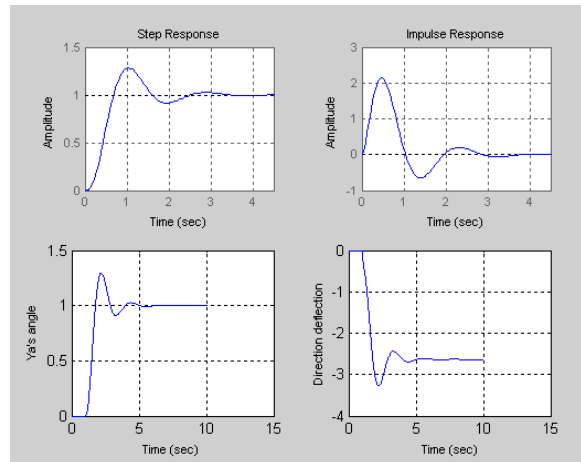 Step Response
1.5
1
0.5
0
0 1 2 3 4
Amplitude
Time (sec)
Impulse Response
3
2
1
0
-1
0 1 2 3 4
Amplitude
Time (sec)
1.5
1
0.5
0
0 5 10 15
Ya's angle
Time (sec)
0
-1
-2
-3
-4
0 5 10 15
Direction deflection
Time (sec)